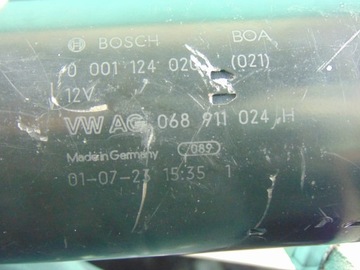 BOSCH BOA
0 001 124 020 (021)
12V
VW AG 068 911 024 H
Made in Germany 089
01-07-23 15:35 1